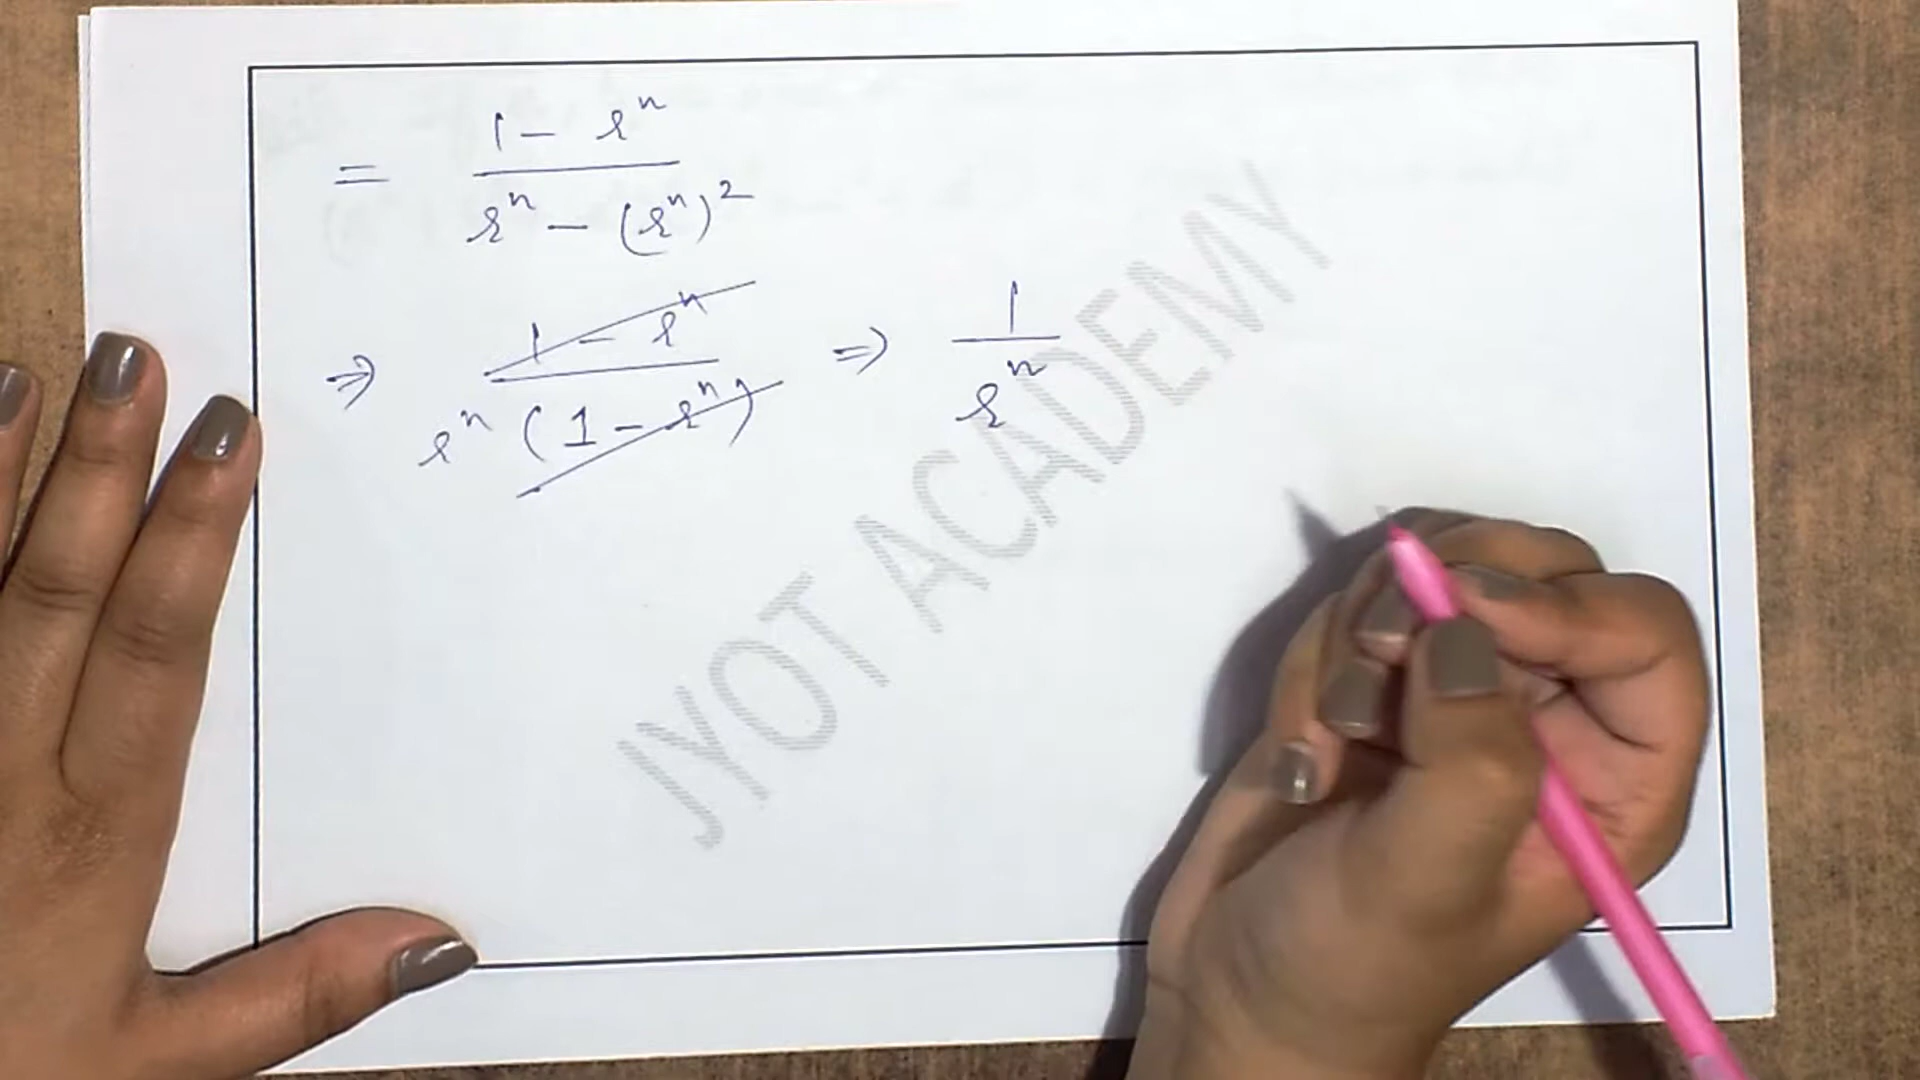 = (1 - r^n) / (r^n - (r^n)^2)
⇒ (1 - r^n) / (r^n (1 - r^n)) ⇒ 1 / r^n
JYOT ACADEMY